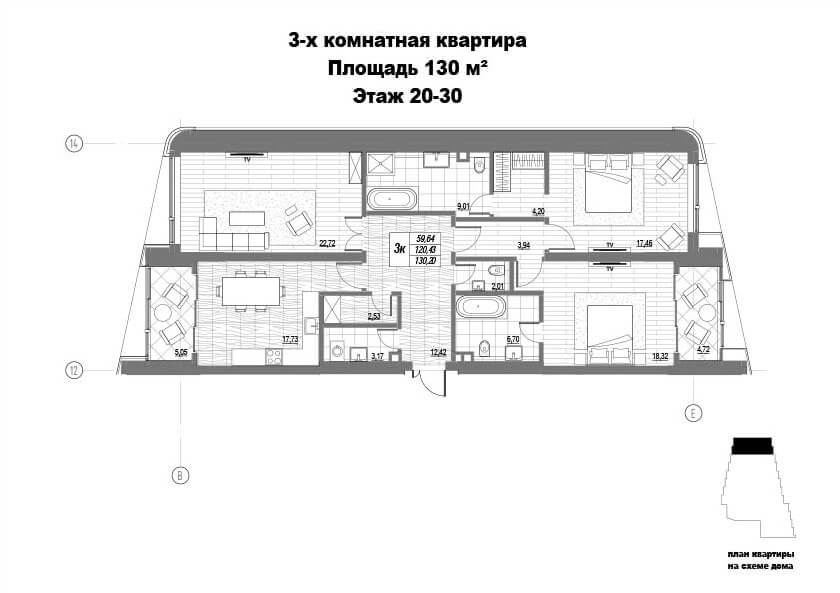 3-х комнатная квартира
Площадь 130 м²
Этаж 20-30
14
TV
9,01
4,20
22,72
3к
59,64
120,43
130,20
3,94
TV
17,46
TV
2,01
5,05
17,73
2,53
3,17
12,42
6,70
18,32
4,72
12
В
Е
план квартиры
на схеме дома